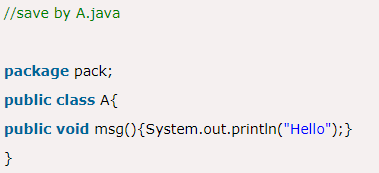 //save by A.java
package pack;
public class A{
public void msg(){System.out.println("Hello");}
}